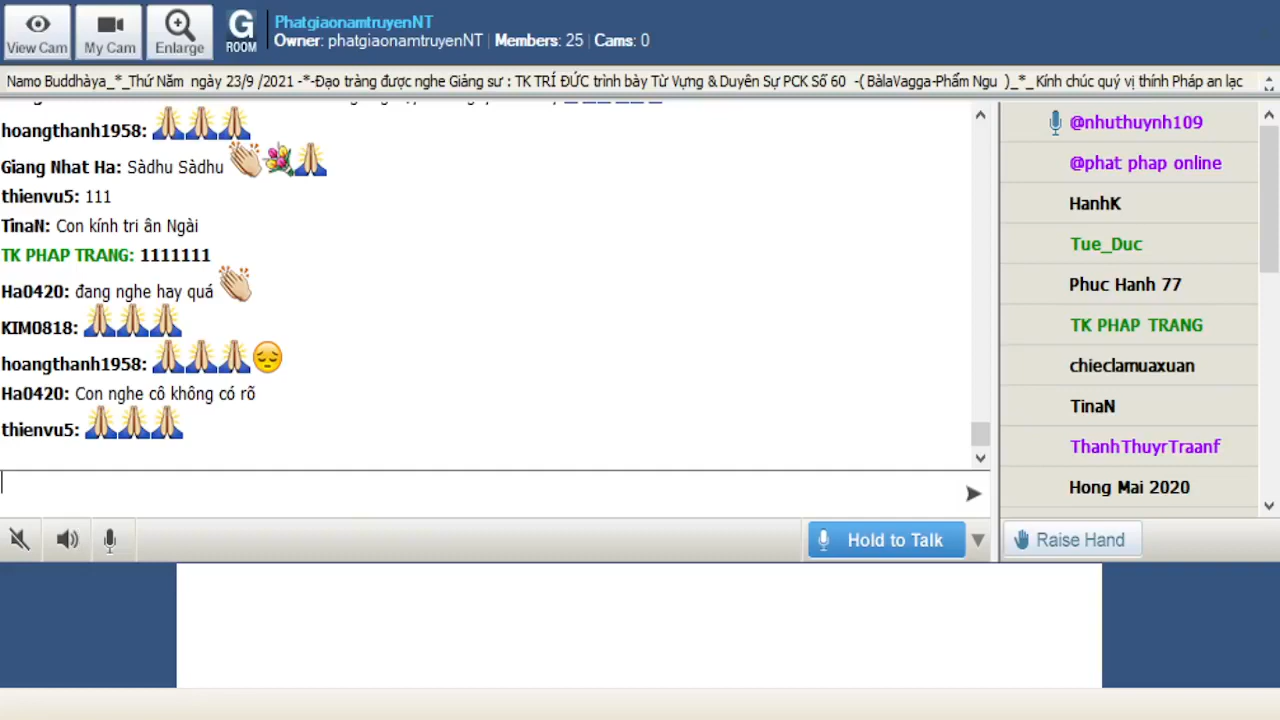 View Cam
My Cam
Enlarge
G
ROOM
PhatgiaonamtruyenNT
Owner: phatgiaonamtruyenNT | Members: 25 | Cams: 0
Namo Buddhàya_*_Thứ Năm ngày 23/9 /2021 -*-Đạo tràng được nghe Giảng sư : TK TRÍ ĐỨC trình bày Từ Vựng & Duyên Sự PCK Số 60 -( BàlaVagga-Phẩm Ngu )_*_ Kính chúc quý vị thính Pháp an lạc
hoangthanh1958:
Giang Nhat Ha: Sàdhu Sàdhu
thienvu5: 111
TinaN: Con kính tri ân Ngài
TK PHAP TRANG: 1111111
Ha0420: đang nghe hay quá
KIM0818:
hoangthanh1958:
Ha0420: Con nghe cô không có rõ
thienvu5:
@nhuthuynh109
@phat phap online
HanhK
Tue_Duc
Phuc Hanh 77
TK PHAP TRANG
chieclamuaxuan
TinaN
ThanhThuyrTraanf
Hong Mai 2020
Hold to Talk
Raise Hand